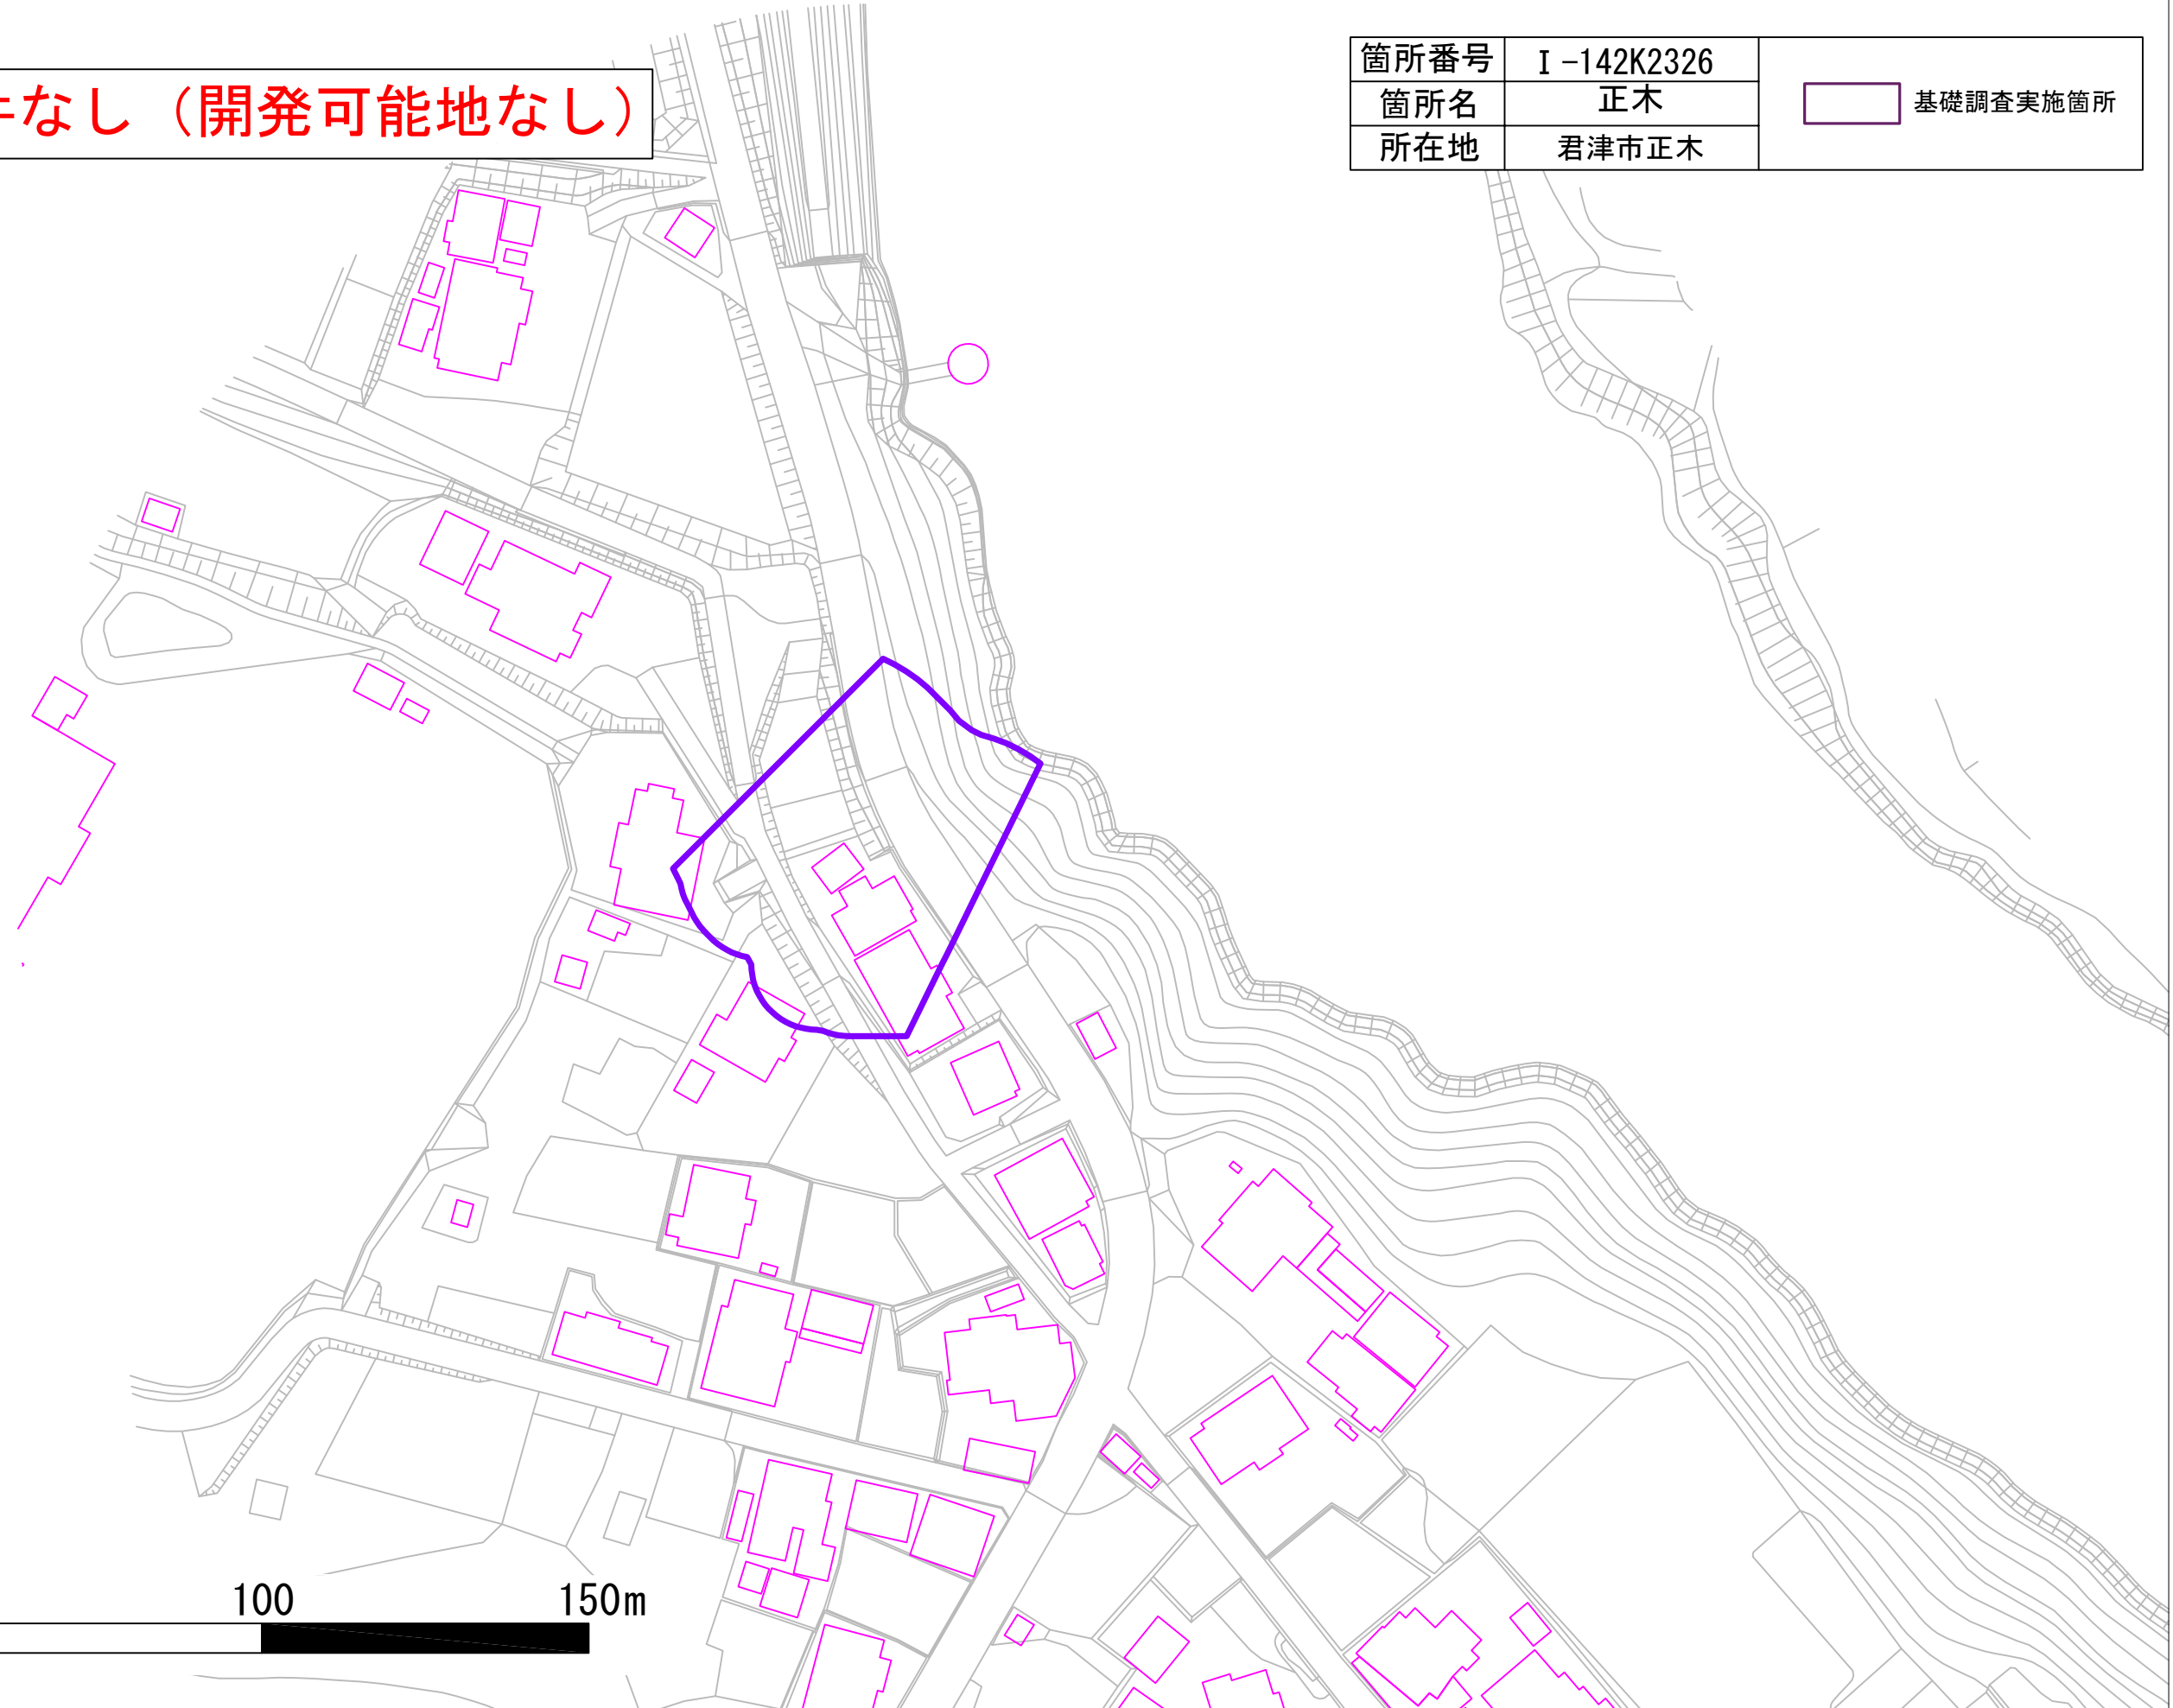 なし（開発可能地なし）
箇所番号 Ⅰ-142K2326
箇所名 正木
所在地 君津市正木
基礎調査実施箇所
100 150m